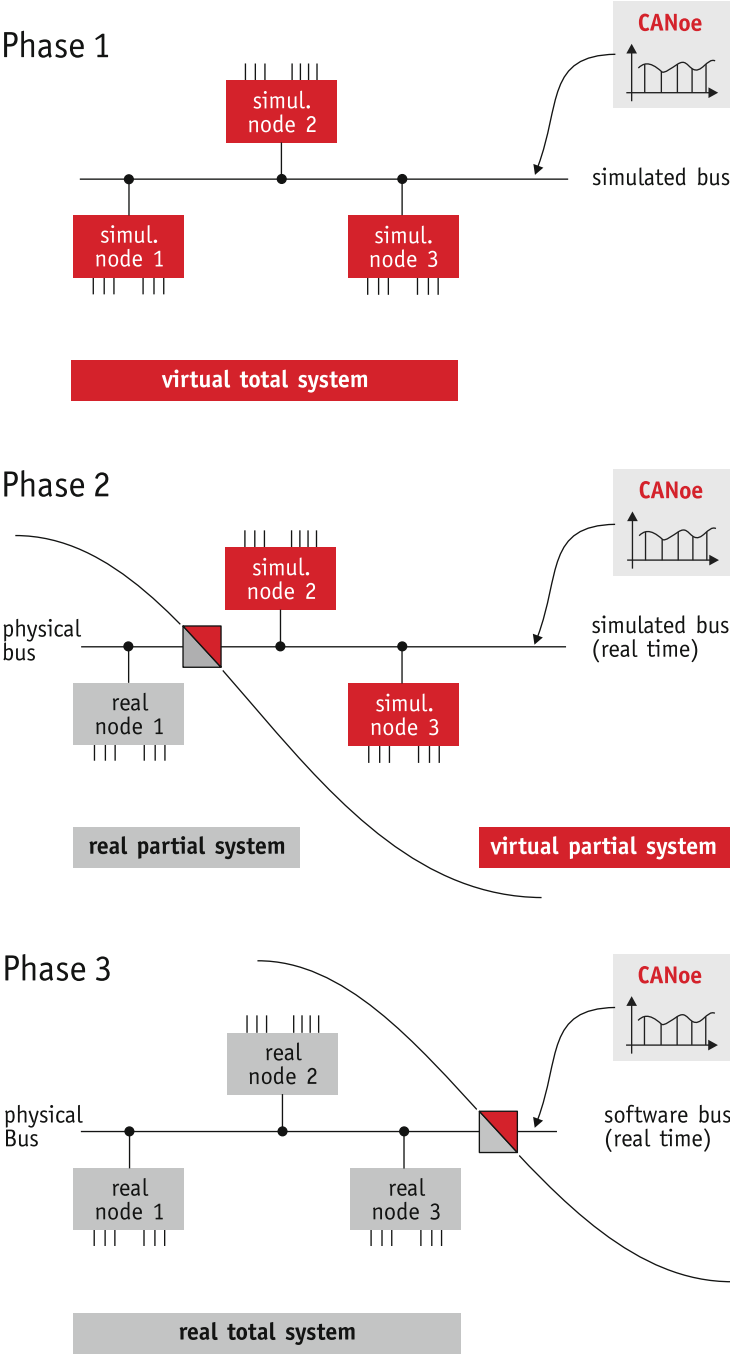 Phase 1
CANoe
simul.
node 2
simulated bus
simul.
node 1
simul.
node 3
virtual total system
Phase 2
CANoe
simul.
node 2
physical
bus
simulated bus
(real time)
real
node 1
simul.
node 3
real partial system
virtual partial system
Phase 3
CANoe
real
node 2
physical
Bus
software bus
(real time)
real
node 1
real
node 3
real total system